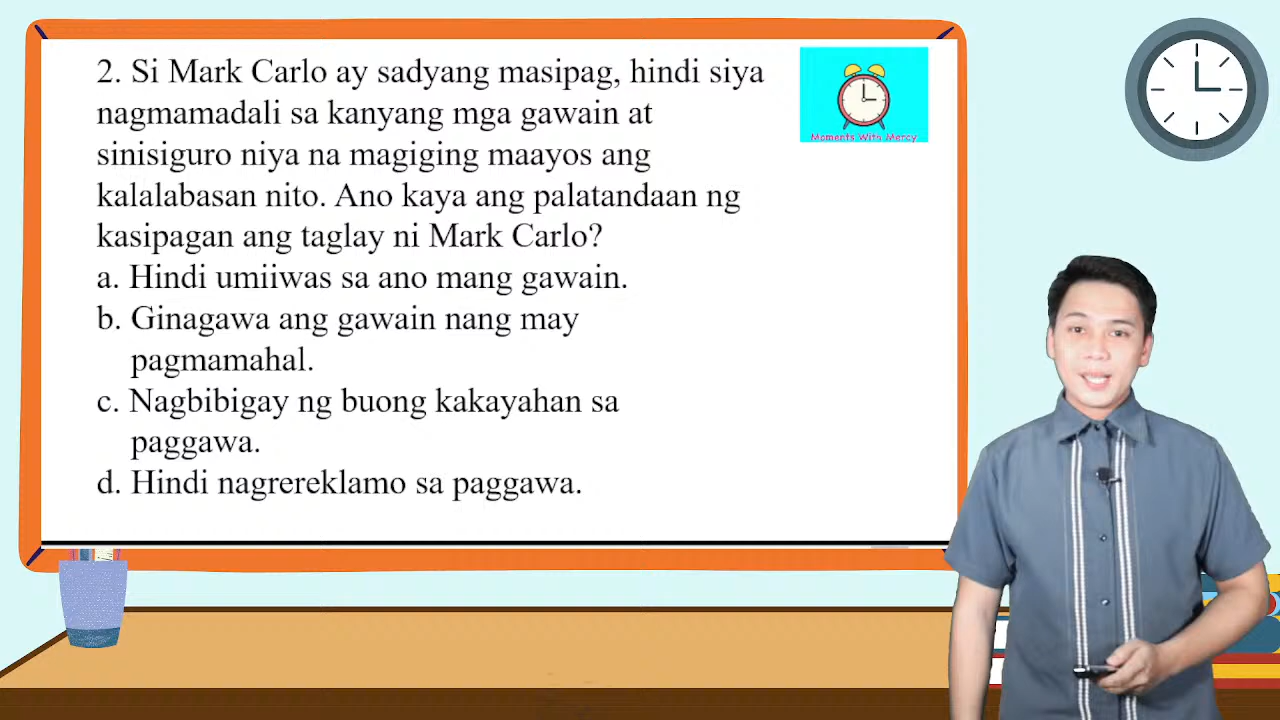 2. Si Mark Carlo ay sadyang masipag, hindi siya
nagmamadali sa kanyang mga gawain at
sinisiguro niya na magiging maayos ang
kalalabasan nito. Ano kaya ang palatandaan ng
kasipagan ang taglay ni Mark Carlo?
a. Hindi umiiwas sa ano mang gawain.
b. Ginagawa ang gawain nang may
pagmamahal.
c. Nagbibigay ng buong kakayahan sa
paggawa.
d. Hindi nagrereklamo sa paggawa.
Moments With Mercy